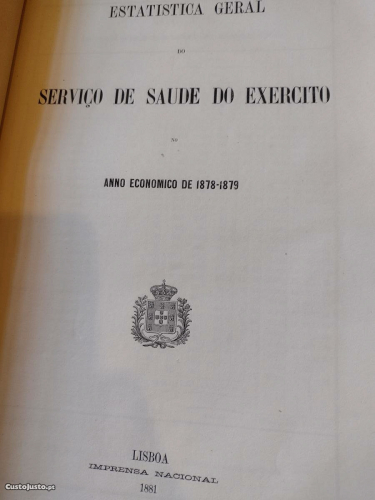 ESTATISTICA GERAL
DO
SERVIÇO DE SAUDE DO EXERCITO
NO
ANNO ECONOMICO DE 1878-1879
LISBOA
IMPRENSA NACIONAL
1881
CustoJusto.pt